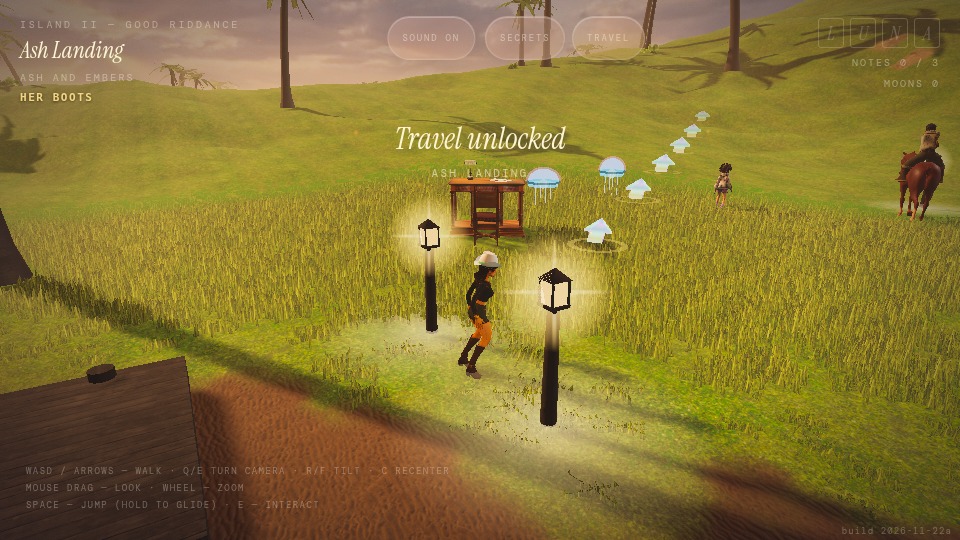 ISLAND II — GOOD RIDDANCE
Ash Landing
ASH AND EMBERS
HER BOOTS
SOUND ON
SECRETS
TRAVEL
L U N A
NOTES 0 / 3
MOONS 0
Travel unlocked
ASH LANDING
WASD / ARROWS — WALK · Q/E TURN CAMERA · R/F TILT · C RECENTER
MOUSE DRAG — LOOK · WHEEL — ZOOM
SPACE — JUMP (HOLD TO GLIDE) · E — INTERACT
build 2026-11-22a